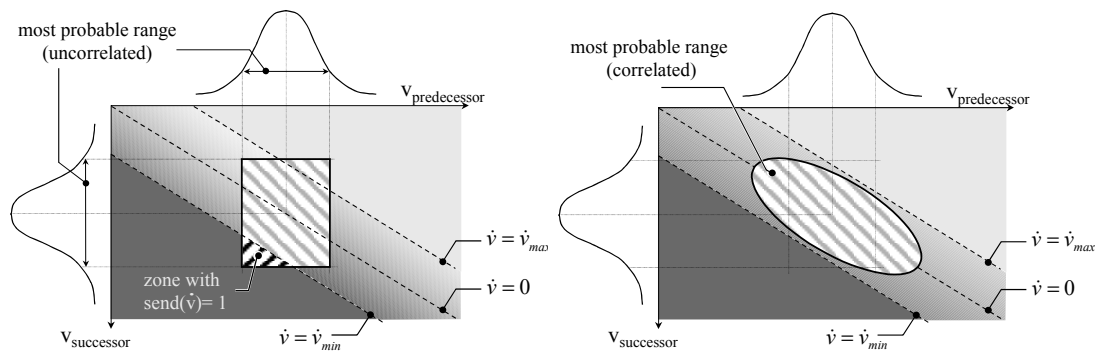 most probable range
(uncorrelated)
v_predecessor
v̇ = v̇_max
zone with
send(v̇)= 1
v̇ = 0
v_successor
v̇ = v̇_min
most probable range
(correlated)
v_predecessor
v̇ = v̇_max
v̇ = 0
v_successor
v̇ = v̇_min